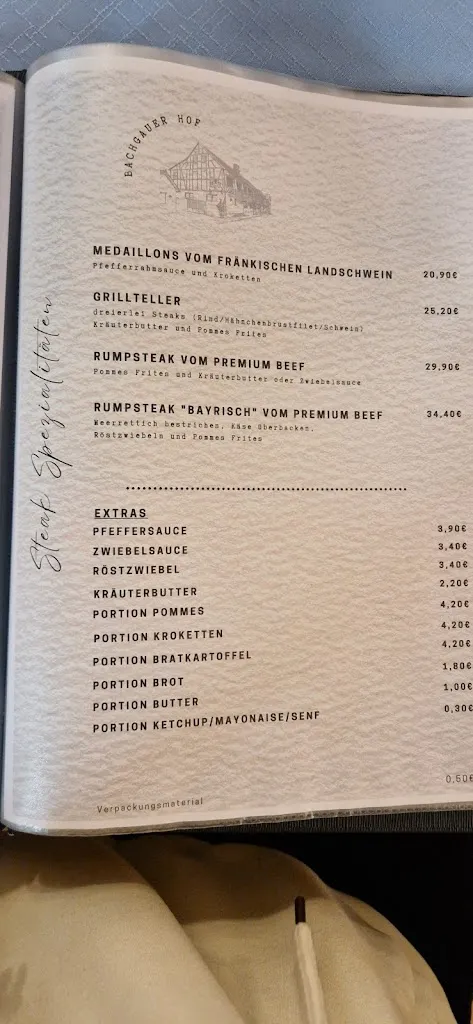 BACHGAUER HOF
Steak Spezialitäten
MEDAILLONS VOM FRÄNKISCHEN LANDSCHWEIN 20,90€
Pfefferrahmsauce und Kroketten
GRILLTELLER 25,20€
dreierlei Steaks (Rind/Hähnchenbrustfilet/Schwein)
Kräuterbutter und Pommes Frites
RUMPSTEAK VOM PREMIUM BEEF 29,90€
Pommes Frites und Kräuterbutter oder Zwiebelsauce
RUMPSTEAK "BAYRISCH" VOM PREMIUM BEEF 34,40€
Meerrettich bestrichen, Käse überbacken,
Röstzwiebeln und Pommes Frites
EXTRAS
PFEFFERSAUCE 3,90€
ZWIEBELSAUCE 3,40€
RÖSTZWIEBEL 3,40€
KRÄUTERBUTTER 2,20€
PORTION POMMES 4,20€
PORTION KROKETTEN 4,20€
PORTION BRATKARTOFFEL 4,20€
PORTION BROT 1,80€
PORTION BUTTER 1,00€
PORTION KETCHUP/MAYONAISE/SENF 0,30€
Verpackungsmaterial 0,50€